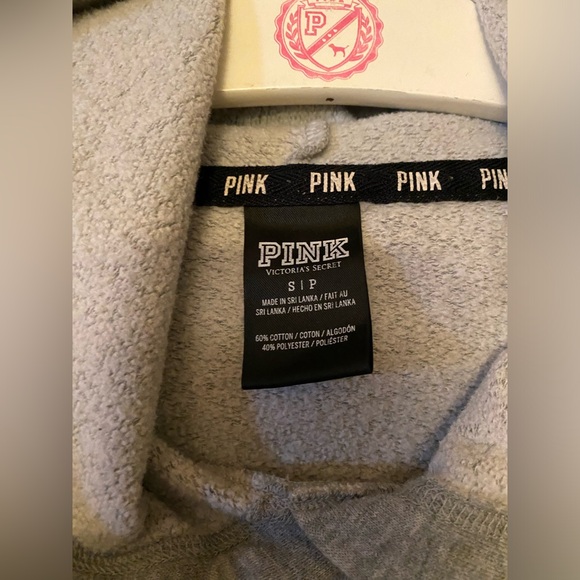 P
PINK PINK PINK PIN
PINK
VICTORIA'S SECRET
S | P
MADE IN SRI LANKA / FAIT AU
SRI LANKA / HECHO EN SRI LANKA
60% COTTON / COTON / ALGODÓN
40% POLYESTER / POLIÉSTER